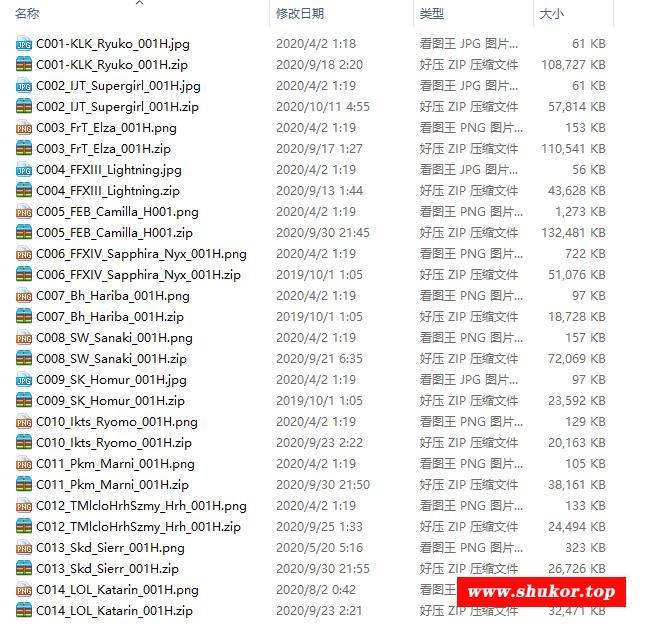 名称 修改日期 类型 大小
C001-KLK_Ryuko_001H.jpg 2020/4/2 1:18 看图王 JPG 图片... 61 KB
C001-KLK_Ryuko_001H.zip 2020/9/18 2:20 好压 ZIP 压缩文件 108,727 KB
C002_IJT_Supergirl_001H.jpg 2020/4/2 1:19 看图王 JPG 图片... 61 KB
C002_IJT_Supergirl_001H.zip 2020/10/11 4:55 好压 ZIP 压缩文件 57,814 KB
C003_FrT_Elza_001H.png 2020/4/2 1:19 看图王 PNG 图片... 153 KB
C003_FrT_Elza_001H.zip 2020/9/17 1:27 好压 ZIP 压缩文件 110,541 KB
C004_FFXIII_Lightning.jpg 2020/4/2 1:19 看图王 JPG 图片... 56 KB
C004_FFXIII_Lightning.zip 2020/9/13 1:44 好压 ZIP 压缩文件 43,628 KB
C005_FEB_Camilla_H001.png 2020/4/2 1:19 看图王 PNG 图片... 1,273 KB
C005_FEB_Camilla_H001.zip 2020/9/30 21:45 好压 ZIP 压缩文件 132,481 KB
C006_FFXIV_Sapphira_Nyx_001H.png 2020/4/2 1:19 看图王 PNG 图片... 722 KB
C006_FFXIV_Sapphira_Nyx_001H.zip 2019/10/1 1:05 好压 ZIP 压缩文件 51,076 KB
C007_Bh_Hariba_001H.png 2020/4/2 1:19 看图王 PNG 图片... 97 KB
C007_Bh_Hariba_001H.zip 2019/10/1 1:05 好压 ZIP 压缩文件 18,728 KB
C008_SW_Sanaki_001H.png 2020/4/2 1:19 看图王 PNG 图片... 157 KB
C008_SW_Sanaki_001H.zip 2020/9/21 6:35 好压 ZIP 压缩文件 72,069 KB
C009_SK_Homur_001H.jpg 2020/4/2 1:19 看图王 JPG 图片... 97 KB
C009_SK_Homur_001H.zip 2019/10/1 1:05 好压 ZIP 压缩文件 23,592 KB
C010_Ikts_Ryomo_001H.png 2020/4/2 1:19 看图王 PNG 图片... 129 KB
C010_Ikts_Ryomo_001H.zip 2020/9/23 2:22 好压 ZIP 压缩文件 20,163 KB
C011_Pkm_Marni_001H.png 2020/4/2 1:19 看图王 PNG 图片... 105 KB
C011_Pkm_Marni_001H.zip 2020/9/30 21:50 好压 ZIP 压缩文件 38,161 KB
C012_TMlcloHrhSzmy_Hrh_001H.png 2020/4/2 1:19 看图王 PNG 图片... 133 KB
C012_TMlcloHrhSzmy_Hrh_001H.zip 2020/9/25 1:33 好压 ZIP 压缩文件 24,494 KB
C013_Skd_Sierr_001H.png 2020/5/20 5:16 看图王 PNG 图片... 323 KB
C013_Skd_Sierr_001H.zip 2020/9/30 21:55 好压 ZIP 压缩文件 26,726 KB
C014_LOL_Katarin_001H.png 2020/8/2 0:42 看图王
www.shukor.top
C014_LOL_Katarin_001H.zip 2020/9/23 2:21 好压 ZIP 压缩文件 32,471 KB